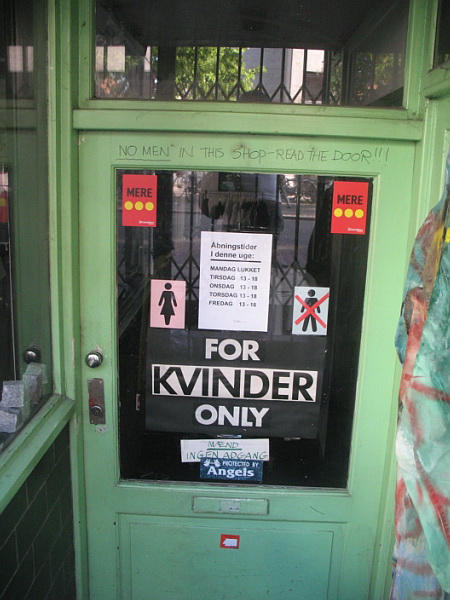 NO MEN IN THIS SHOP-READ THE DOOR!!!
MERE
MERE
Åbningstider
I denne uge:
MANDAG LUKKET
TIRSDAG 13 - 18
ONSDAG 13 - 18
TORSDAG 13 - 18
FREDAG 13 - 18
FOR
KVINDER
ONLY
MÆND
INGEN ADGANG
PROTECTED BY
Angels